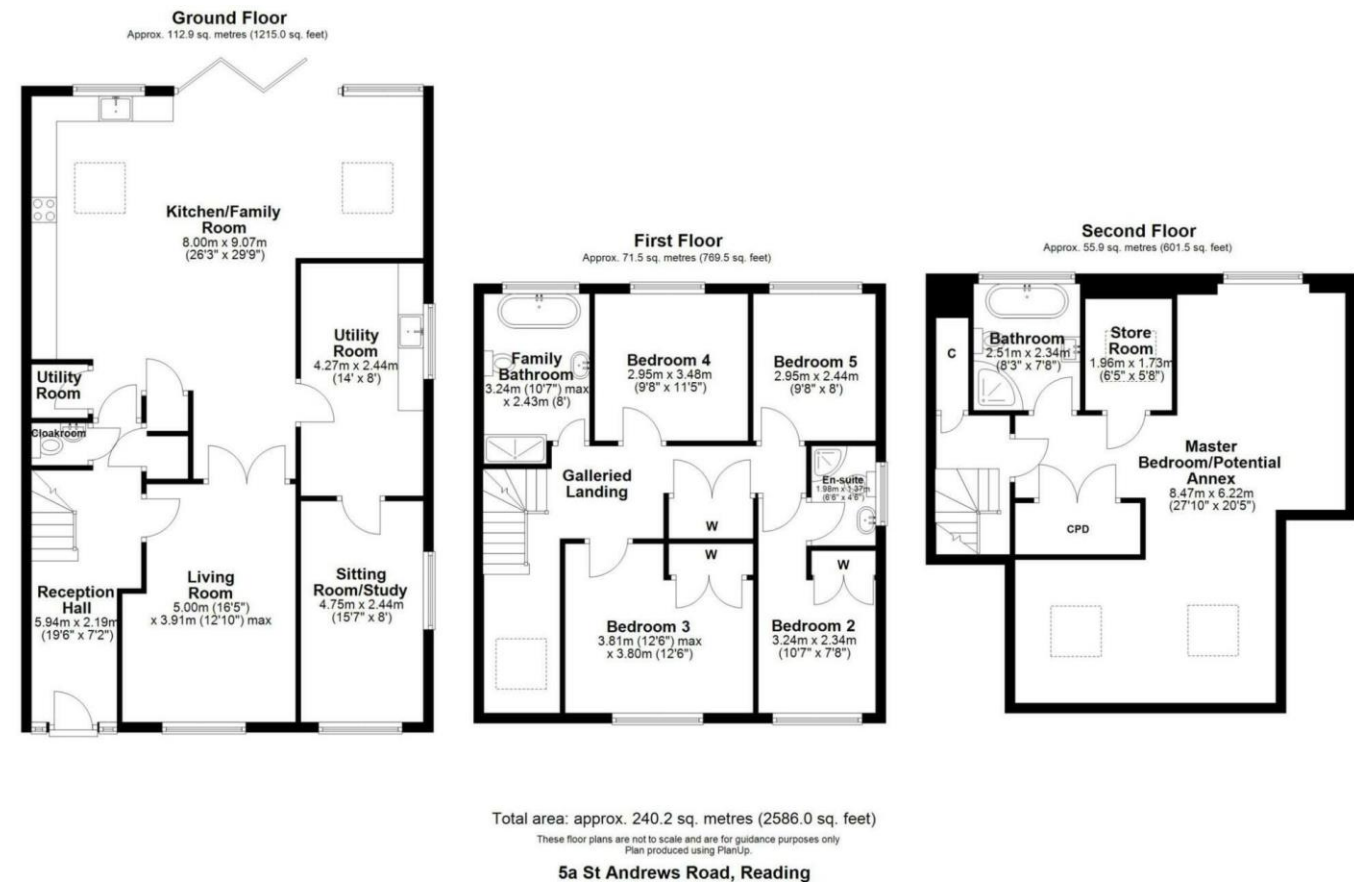 Ground Floor
Approx. 112.9 sq. metres (1215.0 sq. feet)
Kitchen/Family
Room
8.00m x 9.07m
(26'3" x 29'9")
Utility
Room
4.27m x 2.44m
(14' x 8')
Utility
Room
Cloakroom
Reception
Hall
5.94m x 2.19m
(19'6" x 7'2")
Living
Room
5.00m (16'5")
x 3.91m (12'10") max
Sitting
Room/Study
4.75m x 2.44m
(15'7" x 8')
First Floor
Approx. 71.5 sq. metres (769.5 sq. feet)
Family
Bathroom
3.24m (10'7") max
x 2.43m (8')
Bedroom 4
2.95m x 3.48m
(9'8" x 11'5")
Bedroom 5
2.95m x 2.44m
(9'8" x 8')
Galleried
Landing
En-suite
1.98m x 1.37m
(6'6" x 4'6")
W
W
W
Bedroom 3
3.81m (12'6") max
x 3.80m (12'6")
Bedroom 2
3.24m x 2.34m
(10'7" x 7'8")
Second Floor
Approx. 55.9 sq. metres (601.5 sq. feet)
C
Bathroom
2.51m x 2.34m
(8'3" x 7'8")
Store
Room
1.96m x 1.73m
(6'5" x 5'8")
Master
Bedroom/Potential
Annex
8.47m x 6.22m
(27'10" x 20'5")
CPD
Total area: approx. 240.2 sq. metres (2586.0 sq. feet)
These floor plans are not to scale and are for guidance purposes only
Plan produced using PlanUp.
5a St Andrews Road, Reading